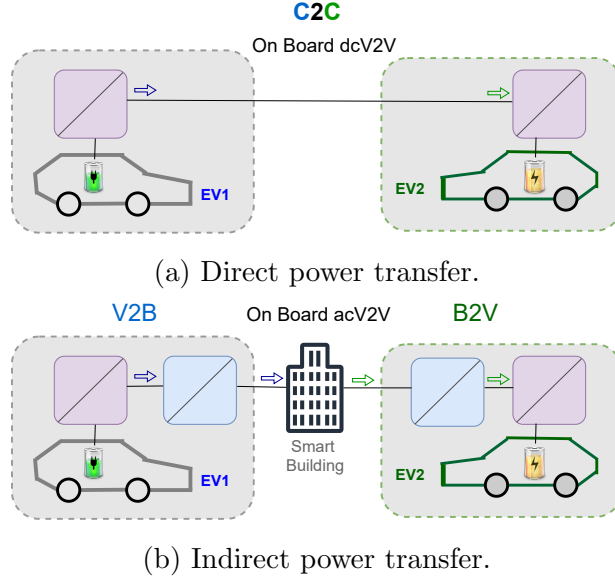 C2C
On Board dcV2V
EV1
EV2
(a) Direct power transfer.
V2B
On Board acV2V
B2V
Smart
Building
EV1
EV2
(b) Indirect power transfer.